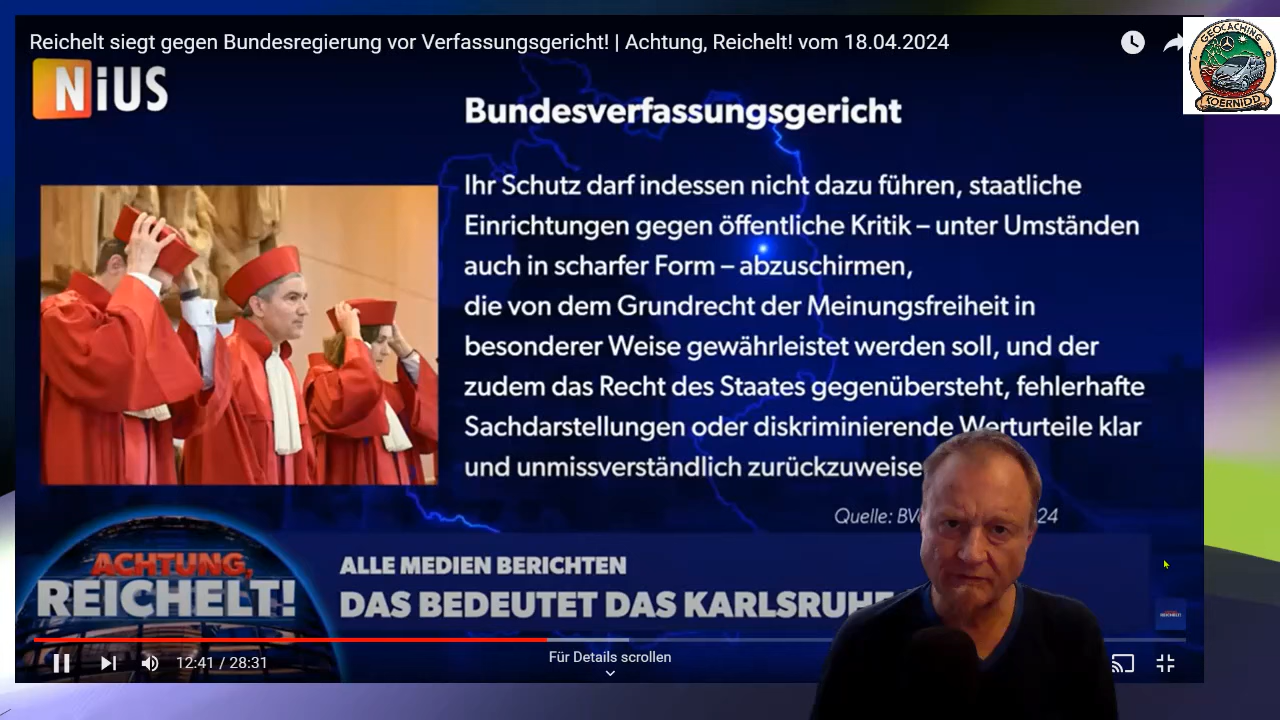 Reichelt siegt gegen Bundesregierung vor Verfassungsgericht! | Achtung, Reichelt! vom 18.04.2024
GEOCACHING
KOERNIDD
NiUS
Bundesverfassungsgericht
Ihr Schutz darf indessen nicht dazu führen, staatliche
Einrichtungen gegen öffentliche Kritik – unter Umständen
auch in scharfer Form – abzuschirmen,
die von dem Grundrecht der Meinungsfreiheit in
besonderer Weise gewährleistet werden soll, und der
zudem das Recht des Staates gegenübersteht, fehlerhafte
Sachdarstellungen oder diskriminierende Werturteile klar
und unmissverständlich zurückzuweise
Quelle: 24
ACHTUNG,
REICHELT!
ALLE MEDIEN BERICHTEN
DAS BEDEUTET DAS KARLSRUHE
12:41 / 28:31
Für Details scrollen